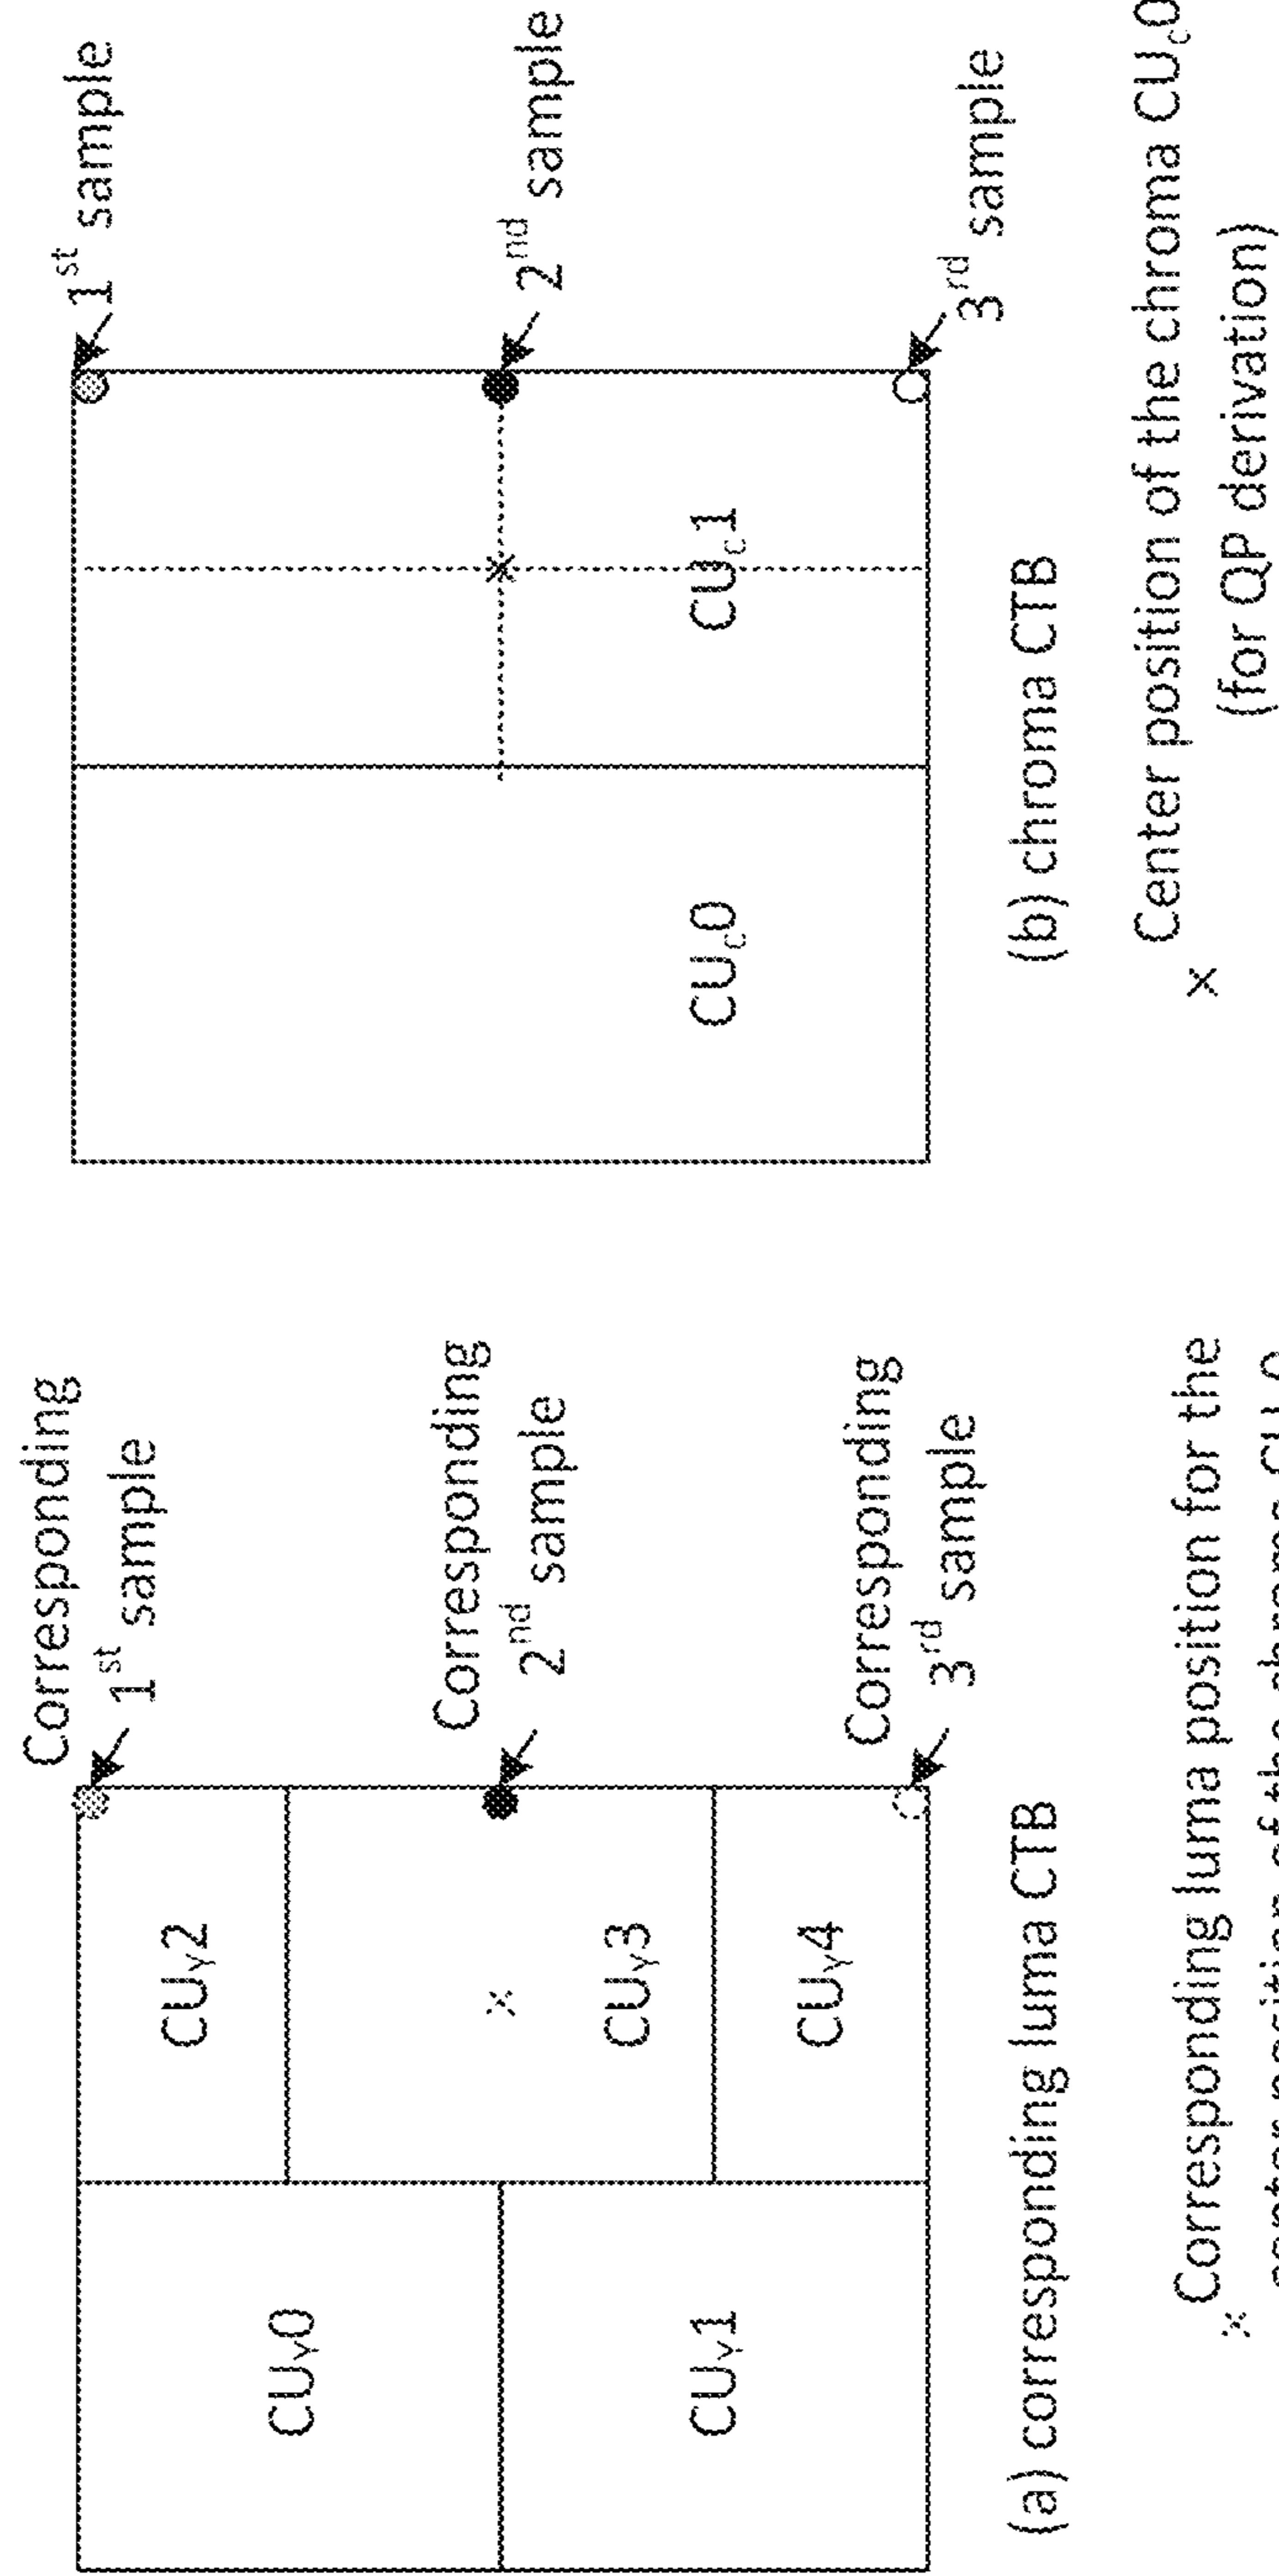 Corresponding
1st sample
CUY0
CUY2
Corresponding
2nd sample
CUY3
CUY1
CUY4
Corresponding
3rd sample
(a) corresponding luma CTB
Corresponding luma position for the
× center position of the chroma CUc0
1st sample
2nd sample
CUc0
CUc1
3rd sample
(b) chroma CTB
× Center position of the chroma CUc0
(for QP derivation)